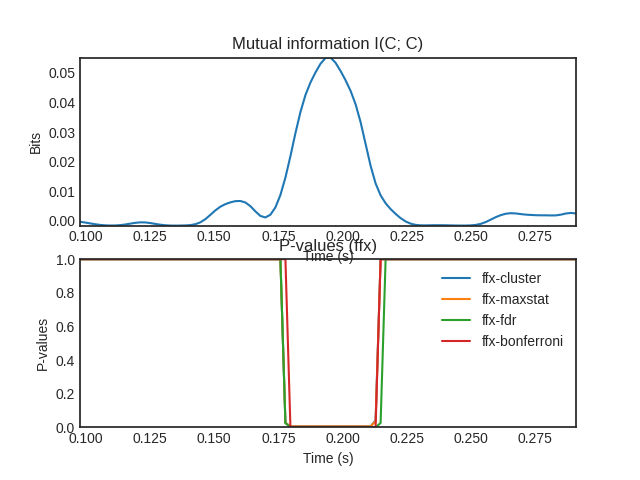 Mutual information I(C; C)
Bits
0.05
0.04
0.03
0.02
0.01
0.00
0.100 0.125 0.150 0.175 0.200 0.225 0.250 0.275
Time (s)
P-values (ffx)
P-values
1.0
0.8
0.6
0.4
0.2
0.0
ffx-cluster
ffx-maxstat
ffx-fdr
ffx-bonferroni
0.100 0.125 0.150 0.175 0.200 0.225 0.250 0.275
Time (s)